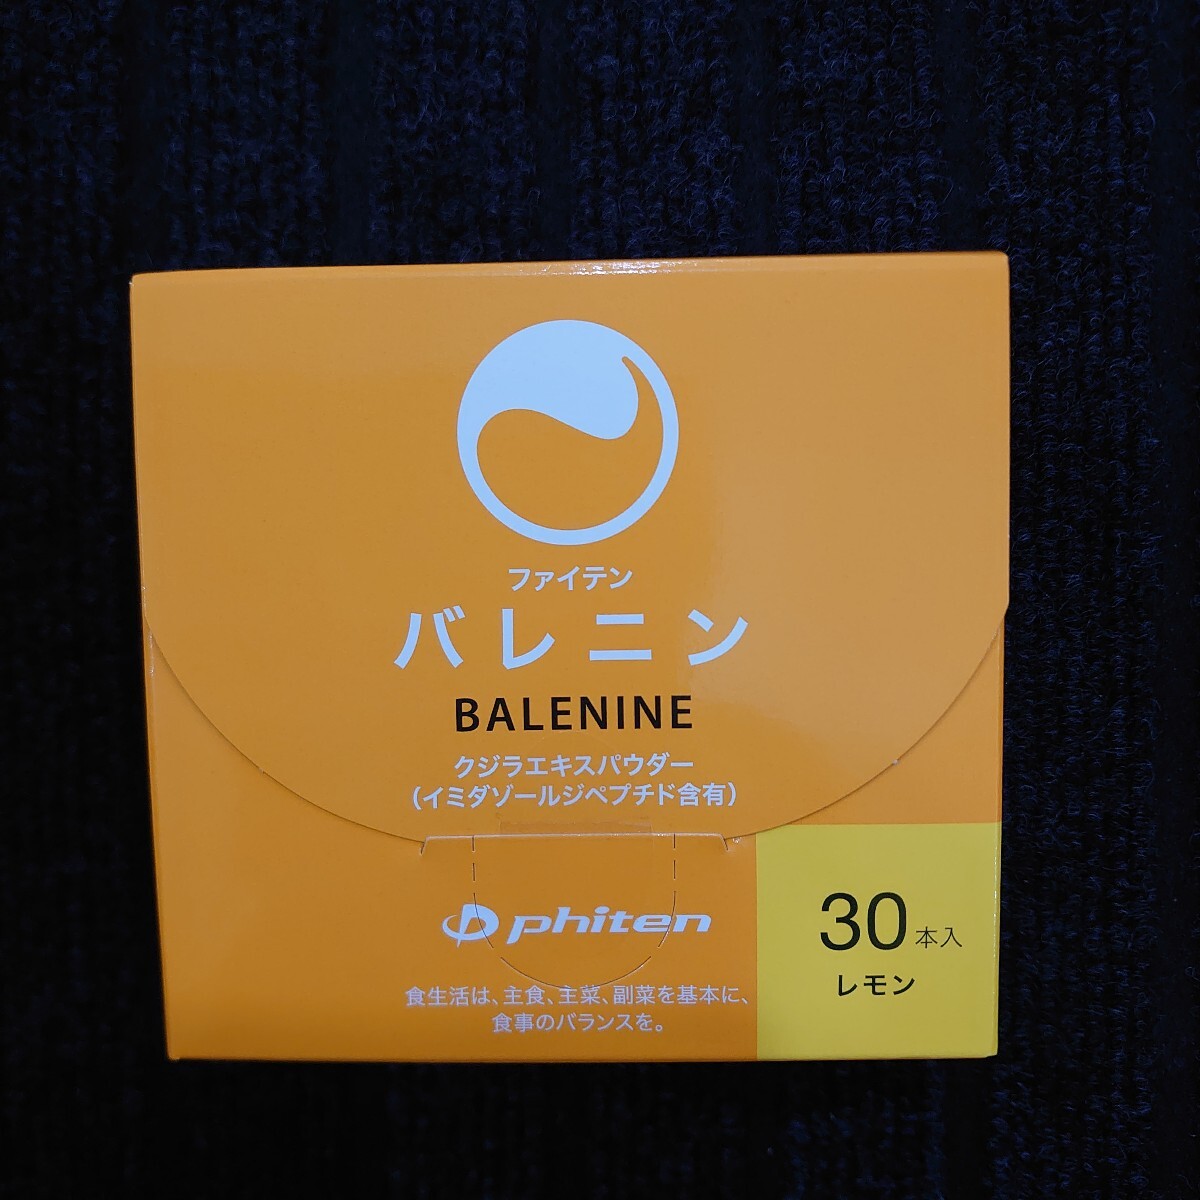 ファイテン
バレニン
BALENINE
クジラエキスパウダー
(イミダゾールジペプチド含有)
phiten
30本入
レモン
食生活は、主食、主菜、副菜を基本に、
食事のバランスを。